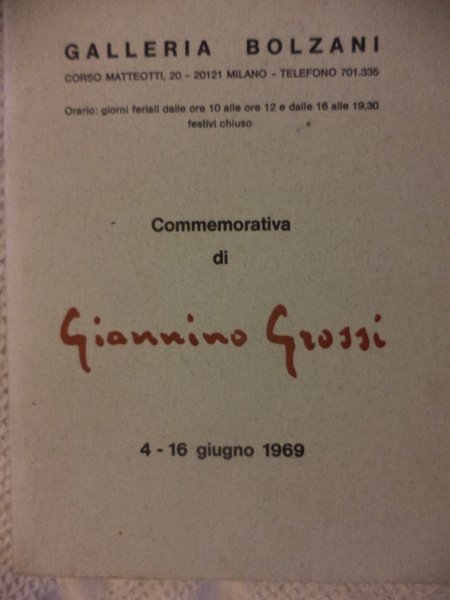 GALLERIA BOLZANI
CORSO MATTEOTTI, 20 - 20121 MILANO - TELEFONO 701.335
Orario: giorni feriali dalle ore 10 alle ore 12 e dalle 16 alle 19,30
festivi chiuso
Commemorativa
di
Giannino Grossi
4 - 16 giugno 1969